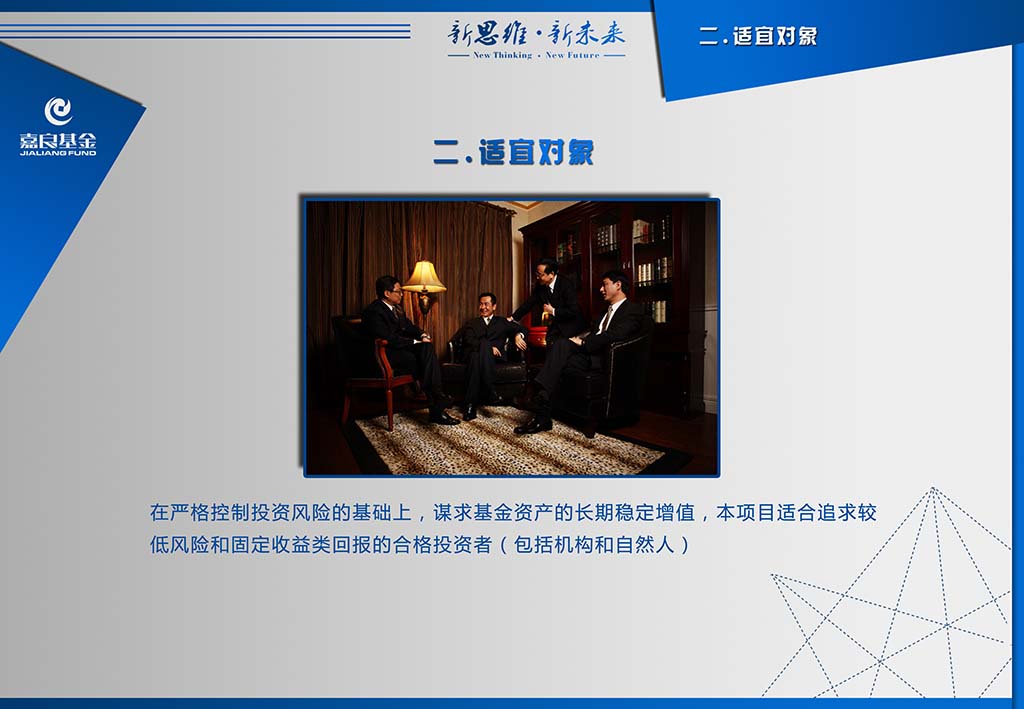 新思维·新未来
New Thinking · New Future
二.适宜对象
嘉良基金
JIALIANG FUND
二.适宜对象
在严格控制投资风险的基础上，谋求基金资产的长期稳定增值，本项目适合追求较
低风险和固定收益类回报的合格投资者（包括机构和自然人）